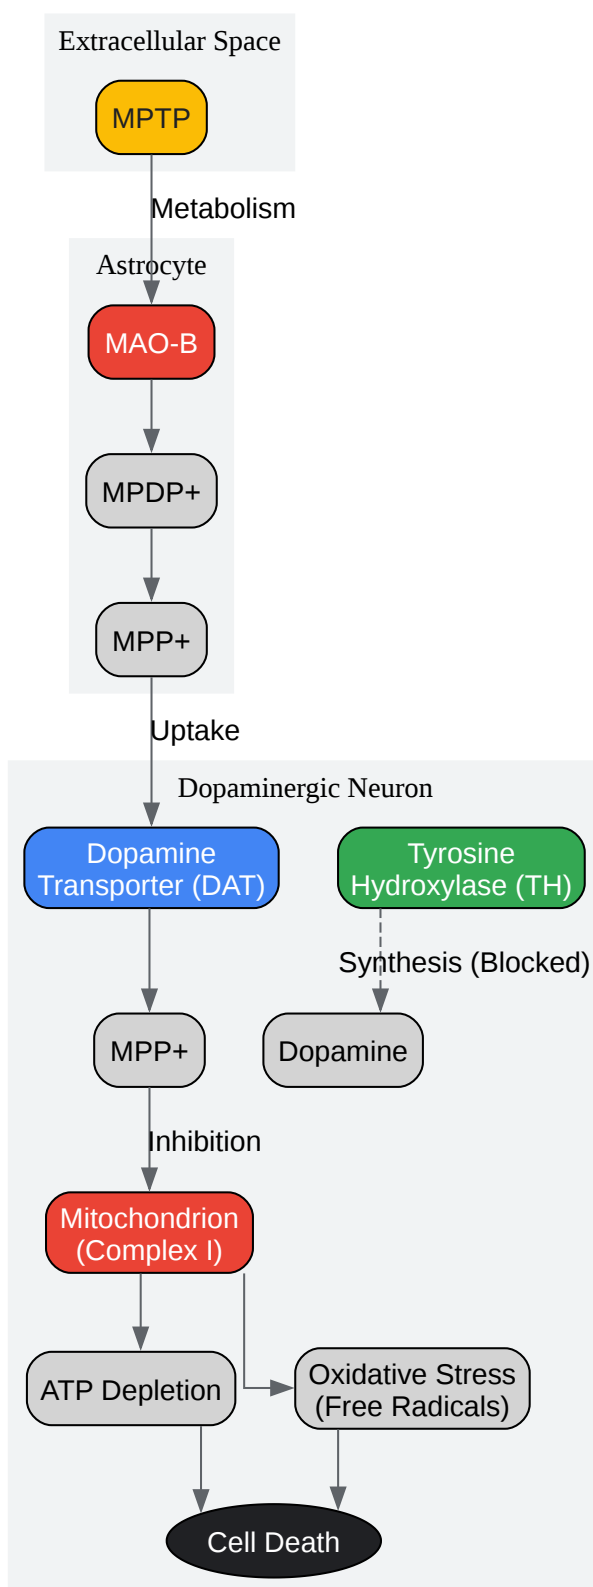 Extracellular Space
MPTP
Metabolism
Astrocyte
MAO-B
MPDP+
MPP+
Uptake
Dopaminergic Neuron
Dopamine
Transporter (DAT)
Tyrosine
Hydroxylase (TH)
Synthesis (Blocked)
MPP+
Dopamine
Inhibition
Mitochondrion
(Complex I)
ATP Depletion
Oxidative Stress
(Free Radicals)
Cell Death